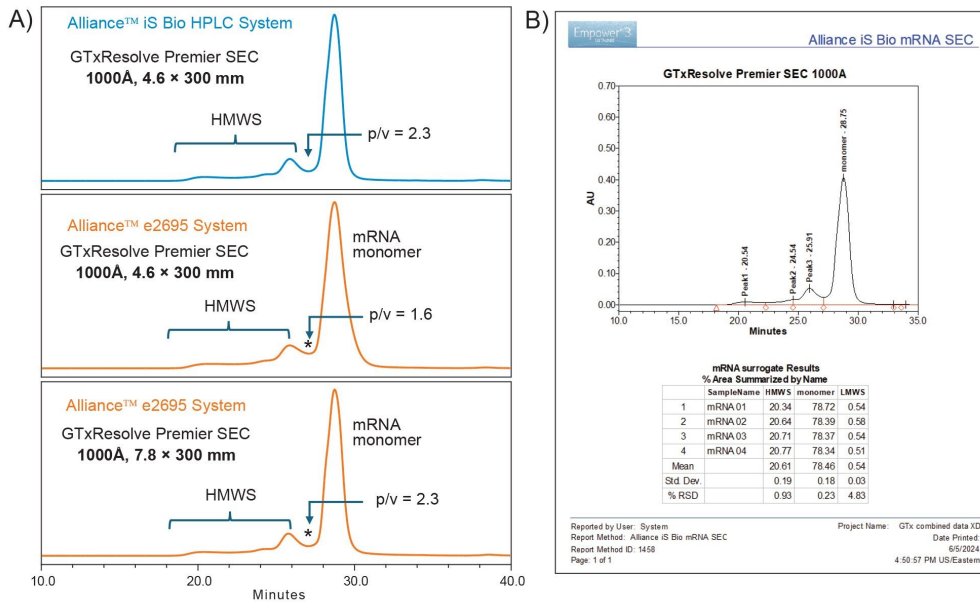 A)
Alliance™ iS Bio HPLC System
GTxResolve Premier SEC
1000Å, 4.6 × 300 mm
HMWS
p/v = 2.3
Alliance™ e2695 System
GTxResolve Premier SEC
1000Å, 4.6 × 300 mm
mRNA
monomer
HMWS
p/v = 1.6
*
Alliance™ e2695 System
GTxResolve Premier SEC
1000Å, 7.8 × 300 mm
mRNA
monomer
HMWS
p/v = 2.3
*
10.0 20.0 30.0 40.0
Minutes
B)
Empower 3
Alliance iS Bio mRNA SEC
GTxResolve Premier SEC 1000A
AU
0.70
0.60
0.50
0.40
0.30
0.20
0.10
0.00
Peak1 - 20.54
Peak2 - 24.54
Peak3 - 25.91
monomer - 28.75
10.0 15.0 20.0 25.0 30.0 35.0
Minutes
mRNA surrogate Results
% Area Summarized by Name
SampleName HMWS monomer LMWS
1 mRNA 01 20.34 78.72 0.54
2 mRNA 02 20.64 78.39 0.58
3 mRNA 03 20.71 78.37 0.54
4 mRNA 04 20.77 78.34 0.51
Mean 20.61 78.46 0.54
Std. Dev. 0.19 0.18 0.03
% RSD 0.93 0.23 4.83
Reported by User: System
Report Method: Alliance iS Bio mRNA SEC
Report Method ID: 1458
Page: 1 of 1
Project Name: GTx combined data XD
Date Printed:
6/5/2024
4:50:57 PM US/Eastern